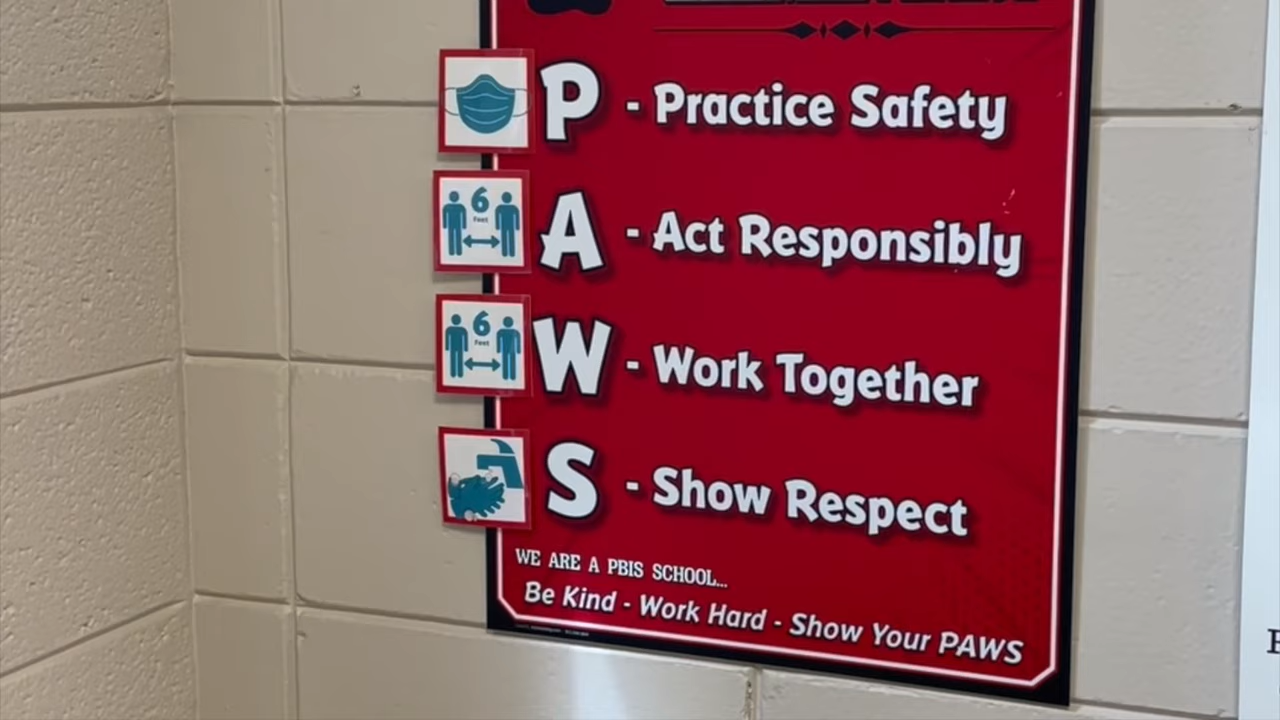 P - Practice Safety
6
Feet
A - Act Responsibly
6
Feet
W - Work Together
S - Show Respect
WE ARE A PBIS SCHOOL...
Be Kind - Work Hard - Show Your PAWS